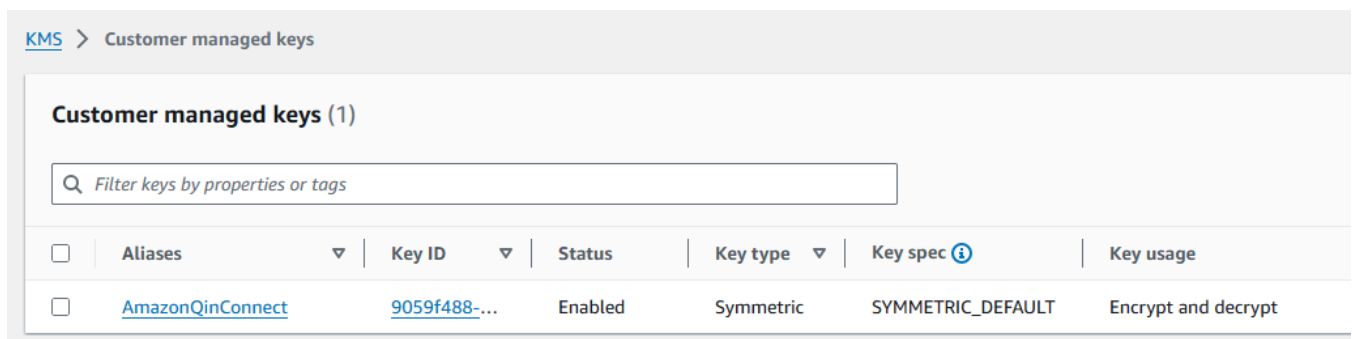 KMS > Customer managed keys
Customer managed keys (1)
Filter keys by properties or tags
Aliases Key ID Status Key type Key spec Key usage
AmazonQinConnect 9059f488-... Enabled Symmetric SYMMETRIC_DEFAULT Encrypt and decrypt